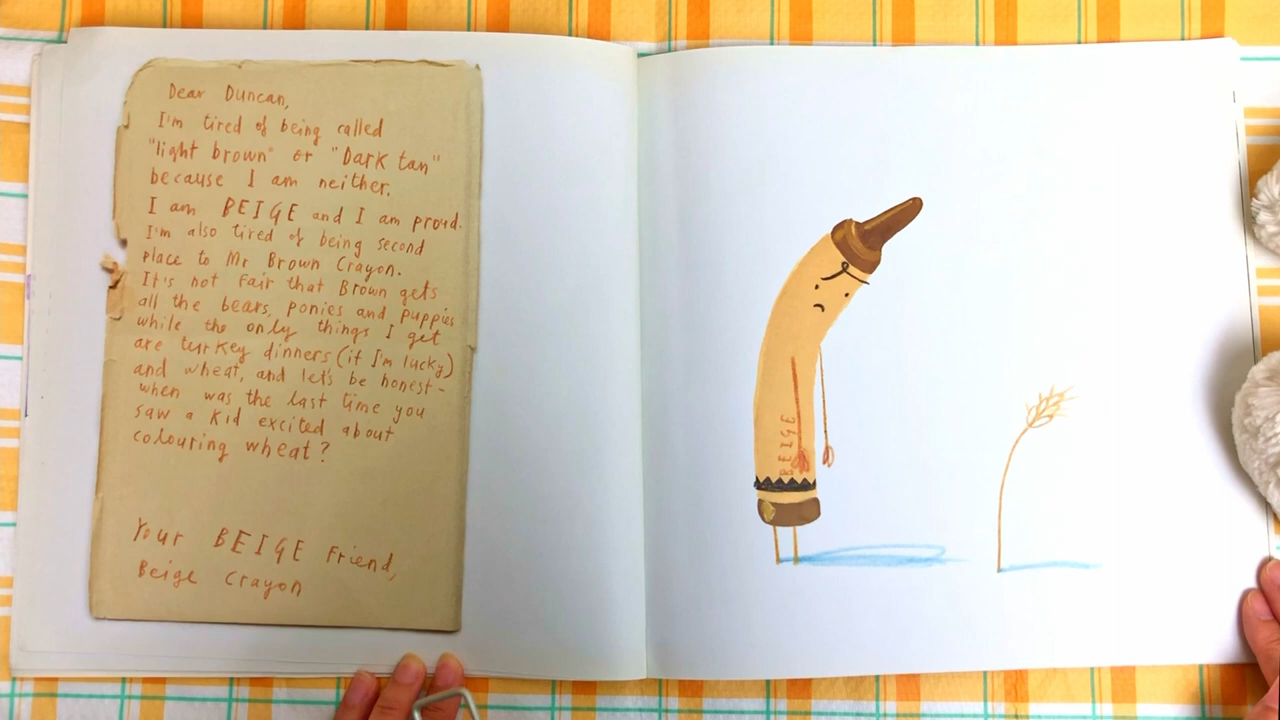 Dear Duncan,
I'm tired of being called
"light brown" or "Dark tan"
because I am neither.
I am BEIGE and I am proud.
I'm also tired of being second
place to Mr Brown Crayon.
It's not fair that Brown gets
all the bears, ponies and puppies
while the only things I get
are turkey dinners (if I'm lucky)
and wheat, and let's be honest-
when was the last time you
saw a kid excited about
colouring wheat?
Your BEIGE friend,
Beige Crayon
BEIGE